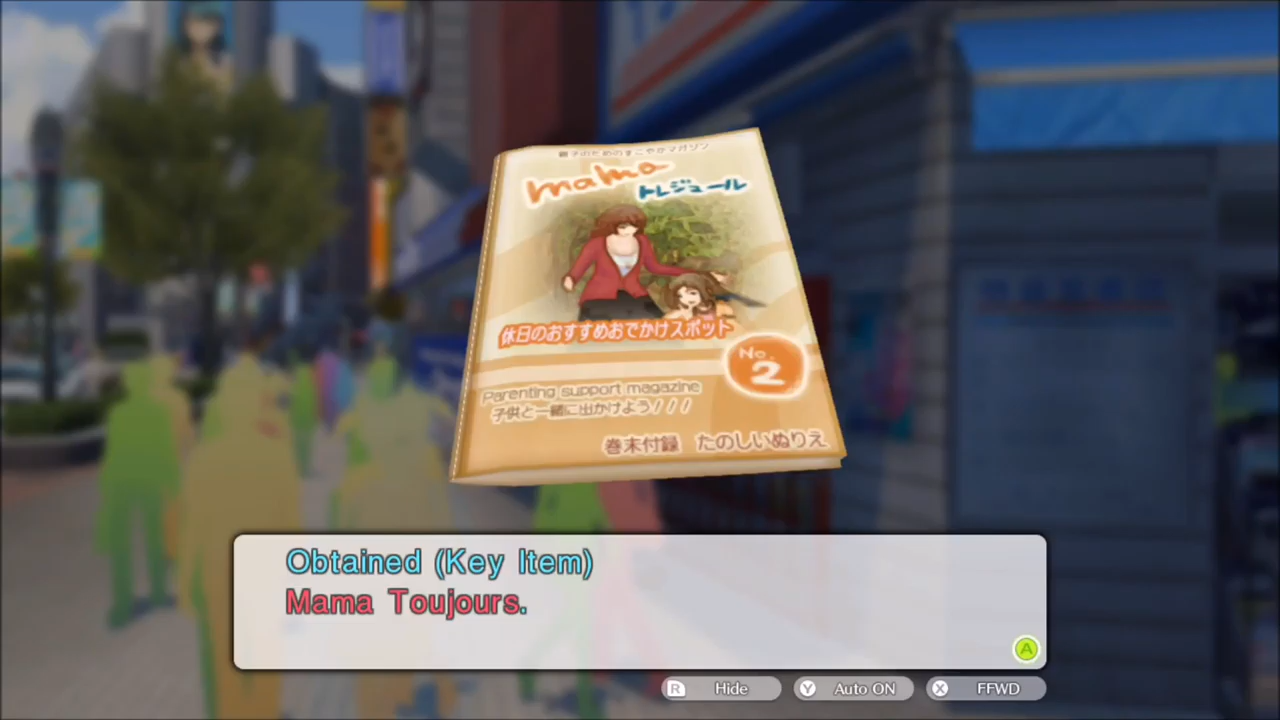 親子のためのすこやかマガジン
mama
トレジュール
休日のおすすめおでかけスポット
No.
2
Parenting support magazine
子供と一緒に出かけよう!!!
巻末付録 たのしいぬりえ
Obtained (Key Item)
Mama Toujours.
A
R Hide Y Auto ON X FFWD